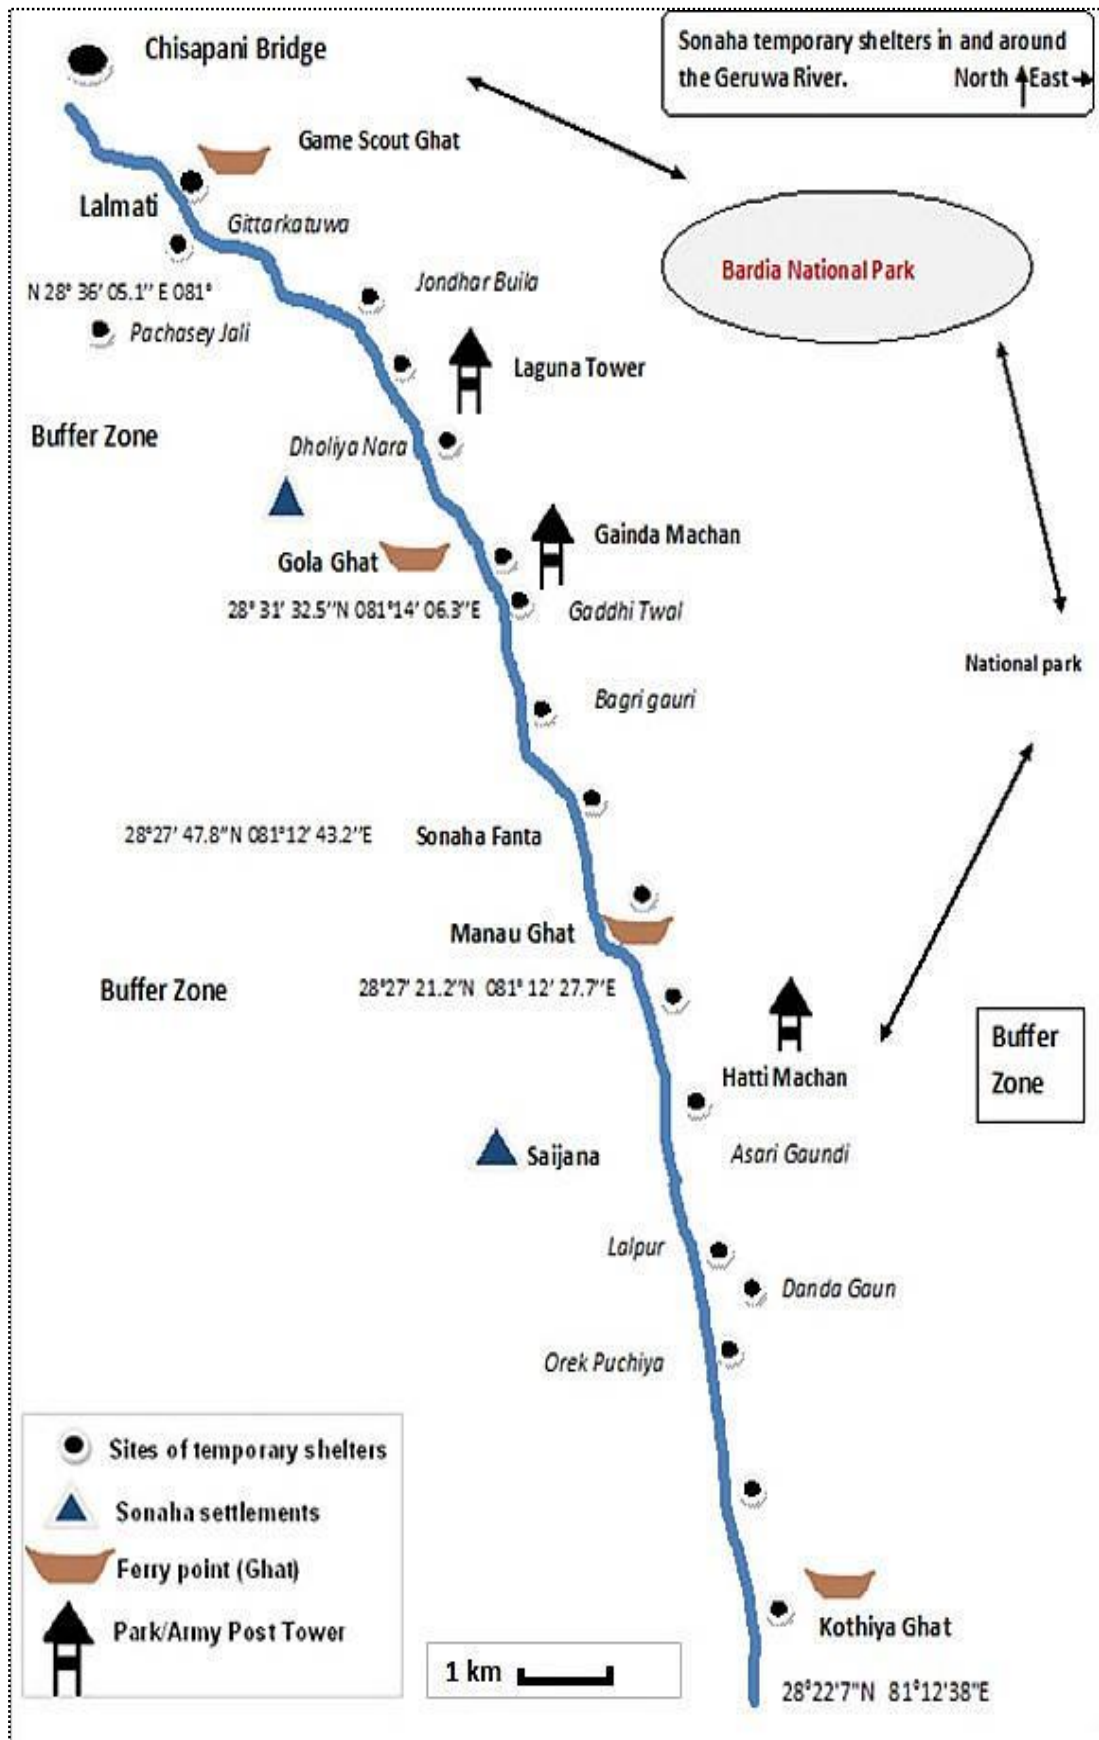 Chisapani Bridge
Sonaha temporary shelters in and around
the Geruwa River. North East
Game Scout Ghat
Lalmati
Gittarkatuwa
Bardia National Park
Jondhar Buila
N 28° 36' 05.1'' E 081°
Pachasey Jali
Laguna Tower
Buffer Zone
Dholiya Nara
Gainda Machan
Gola Ghat
28° 31' 32.5''N 081°14' 06.3''E
Gaddhi Twal
National park
Bagri gauri
28°27' 47.8''N 081°12' 43.2''E
Sonaha Fanta
Manau Ghat
Buffer Zone
28°27' 21.2''N 081° 12' 27.7''E
Buffer
Zone
Hatti Machan
Saijana
Asari Gaundi
Lalpur
Danda Gaun
Orek Puchiya
Sites of temporary shelters
Sonaha settlements
Ferry point (Ghat)
Park/Army Post Tower
1 km
Kothiya Ghat
28°22'7"N 81°12'38"E